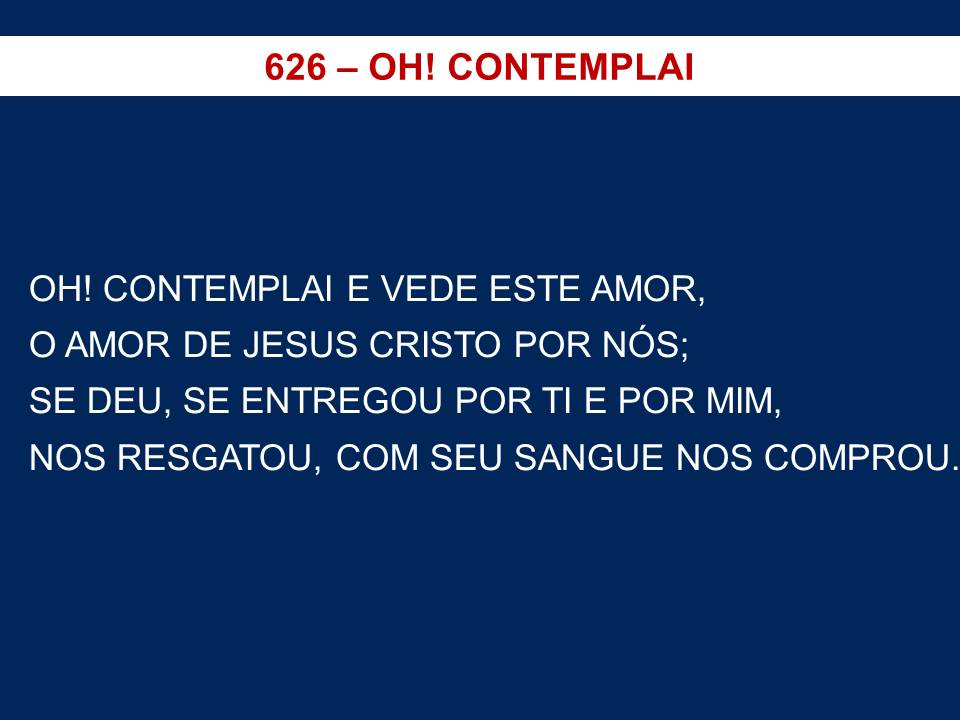 626 – OH! CONTEMPLAI
OH! CONTEMPLAI E VEDE ESTE AMOR,
O AMOR DE JESUS CRISTO POR NÓS;
SE DEU, SE ENTREGOU POR TI E POR MIM,
NOS RESGATOU, COM SEU SANGUE NOS COMPROU.